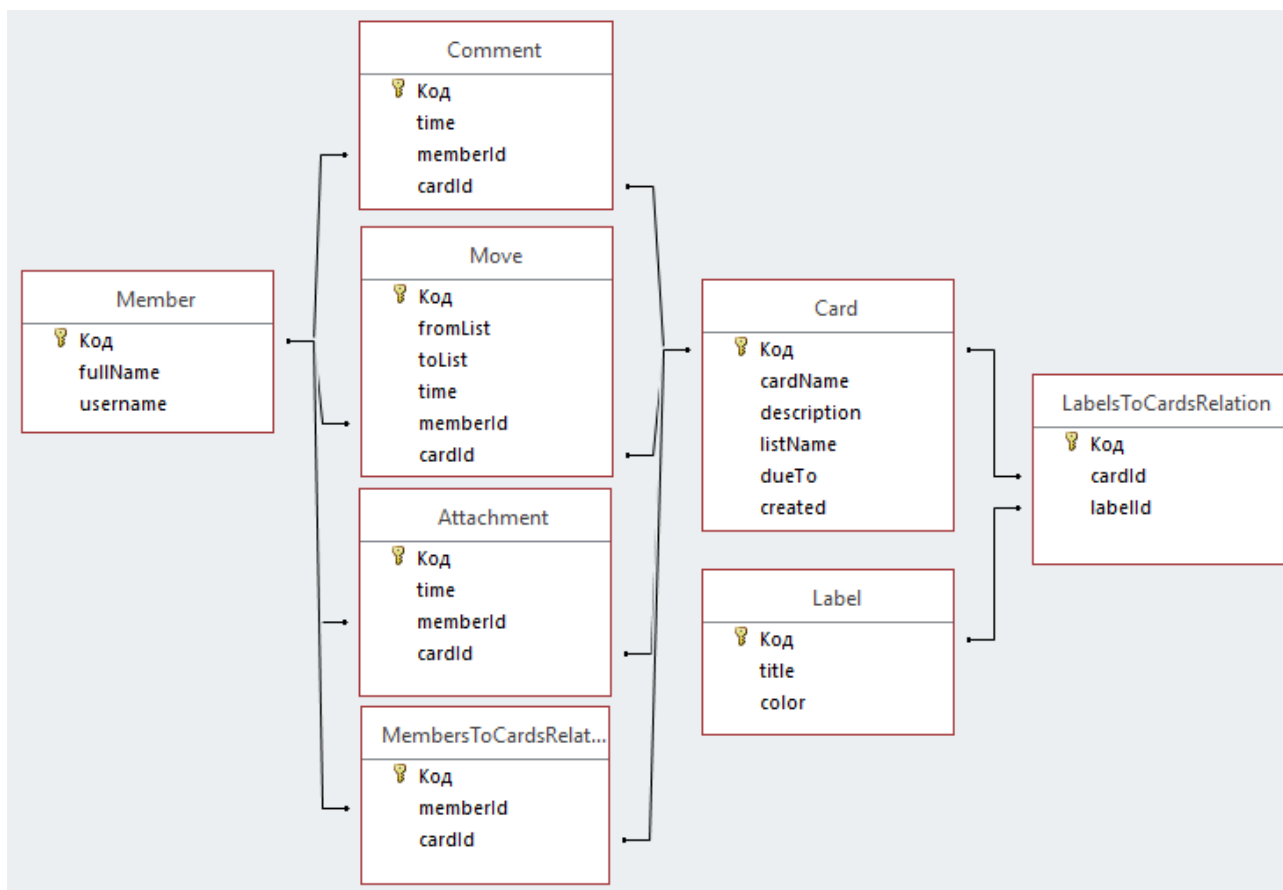 Comment
Код
time
memberId
cardId
Move
Код
fromList
toList
time
memberId
cardId
Member
Код
fullName
username
Attachment
Код
time
memberId
cardId
MembersToCardsRelat...
Код
memberId
cardId
Card
Код
cardName
description
listName
dueTo
created
Label
Код
title
color
LabelsToCardsRelation
Код
cardId
labelId